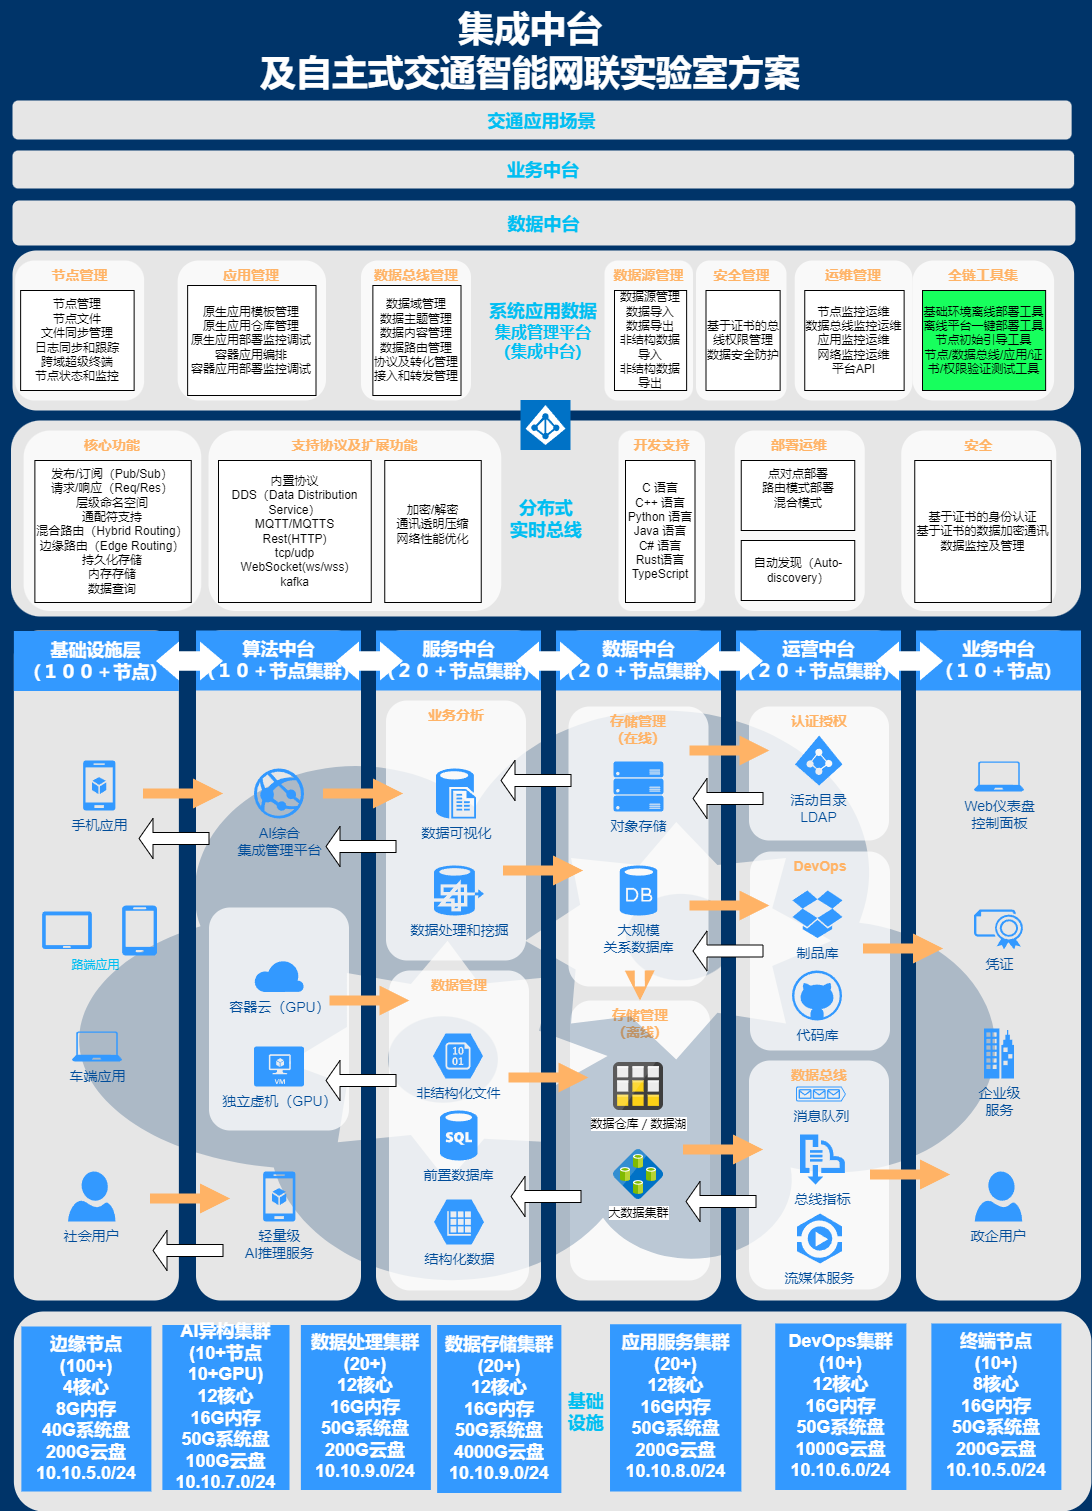 集成中台
及自主式交通智能网联实验室方案
交通应用场景
业务中台
数据中台
节点管理
节点管理
节点文件
文件同步管理
日志同步和跟踪
跨域超级终端
节点状态和监控
应用管理
原生应用模板管理
原生应用仓库管理
原生应用部署监控调试
容器应用编排
容器应用部署监控调试
数据总线管理
数据域管理
数据主题管理
数据内容管理
数据路由管理
协议及转化管理
接入和转发管理
系统应用数据
集成管理平台
(集成中台)
数据源管理
数据源管理
数据导入
数据导出
非结构数据
导入
非结构数据
导出
安全管理
基于证书的总
线权限管理
数据安全防护
运维管理
节点监控运维
数据总线监控运维
应用监控运维
网络监控运维
平台API
全链工具集
基础环境离线部署工具
离线平台一键部署工具
节点初始引导工具
节点/数据总线/应用/证
书/权限验证测试工具
核心功能
发布/订阅（Pub/Sub）
请求/响应（Req/Res）
层级命名空间
通配符支持
混合路由（Hybrid Routing）
边缘路由（Edge Routing）
持久化存储
内存存储
数据查询
支持协议及扩展功能
内置协议
DDS（Data Distribution
Service）
MQTT/MQTTS
Rest(HTTP)
tcp/udp
WebSocket(ws/wss)
kafka
加密/解密
通讯透明压缩
网络性能优化
分布式
实时总线
开发支持
C 语言
C++ 语言
Python 语言
Java 语言
C# 语言
Rust语言
TypeScript
部署运维
点对点部署
路由模式部署
混合模式
自动发现（Auto-
discovery）
安全
基于证书的身份认证
基于证书的数据加密通讯
数据监控及管理
基础设施层
(１００+节点)
算法中台
(１０+节点集群)
服务中台
(２０+节点集群)
数据中台
(２０+节点集群)
运营中台
(２０+节点集群)
业务中台
(１０+节点)
手机应用
路端应用
车端应用
社会用户
AI综合
集成管理平台
容器云（GPU）
独立虚机（GPU）
VM
轻量级
AI推理服务
业务分析
数据可视化
数据处理和挖掘
数据管理
10
01
非结构化文件
SQL
前置数据库
结构化数据
存储管理
(在线)
对象存储
DB
大规模
关系数据库
存储管理
(离线)
数据仓库 / 数据湖
大数据集群
认证授权
活动目录
LDAP
DevOps
制品库
代码库
数据总线
消息队列
总线指标
流媒体服务
Web仪表盘
控制面板
凭证
企业级
服务
政企用户
边缘节点
(100+)
4核心
8G内存
40G系统盘
200G云盘
10.10.5.0/24
AI异构集群
(10+节点
10+GPU)
12核心
16G内存
50G系统盘
100G云盘
10.10.7.0/24
数据处理集群
(20+)
12核心
16G内存
50G系统盘
200G云盘
10.10.9.0/24
数据存储集群
(20+)
12核心
16G内存
50G系统盘
4000G云盘
10.10.9.0/24
基础
设施
应用服务集群
(20+)
12核心
16G内存
50G系统盘
200G云盘
10.10.8.0/24
DevOps集群
(10+)
12核心
16G内存
50G系统盘
1000G云盘
10.10.6.0/24
终端节点
(10+)
8核心
16G内存
50G系统盘
200G云盘
10.10.5.0/24